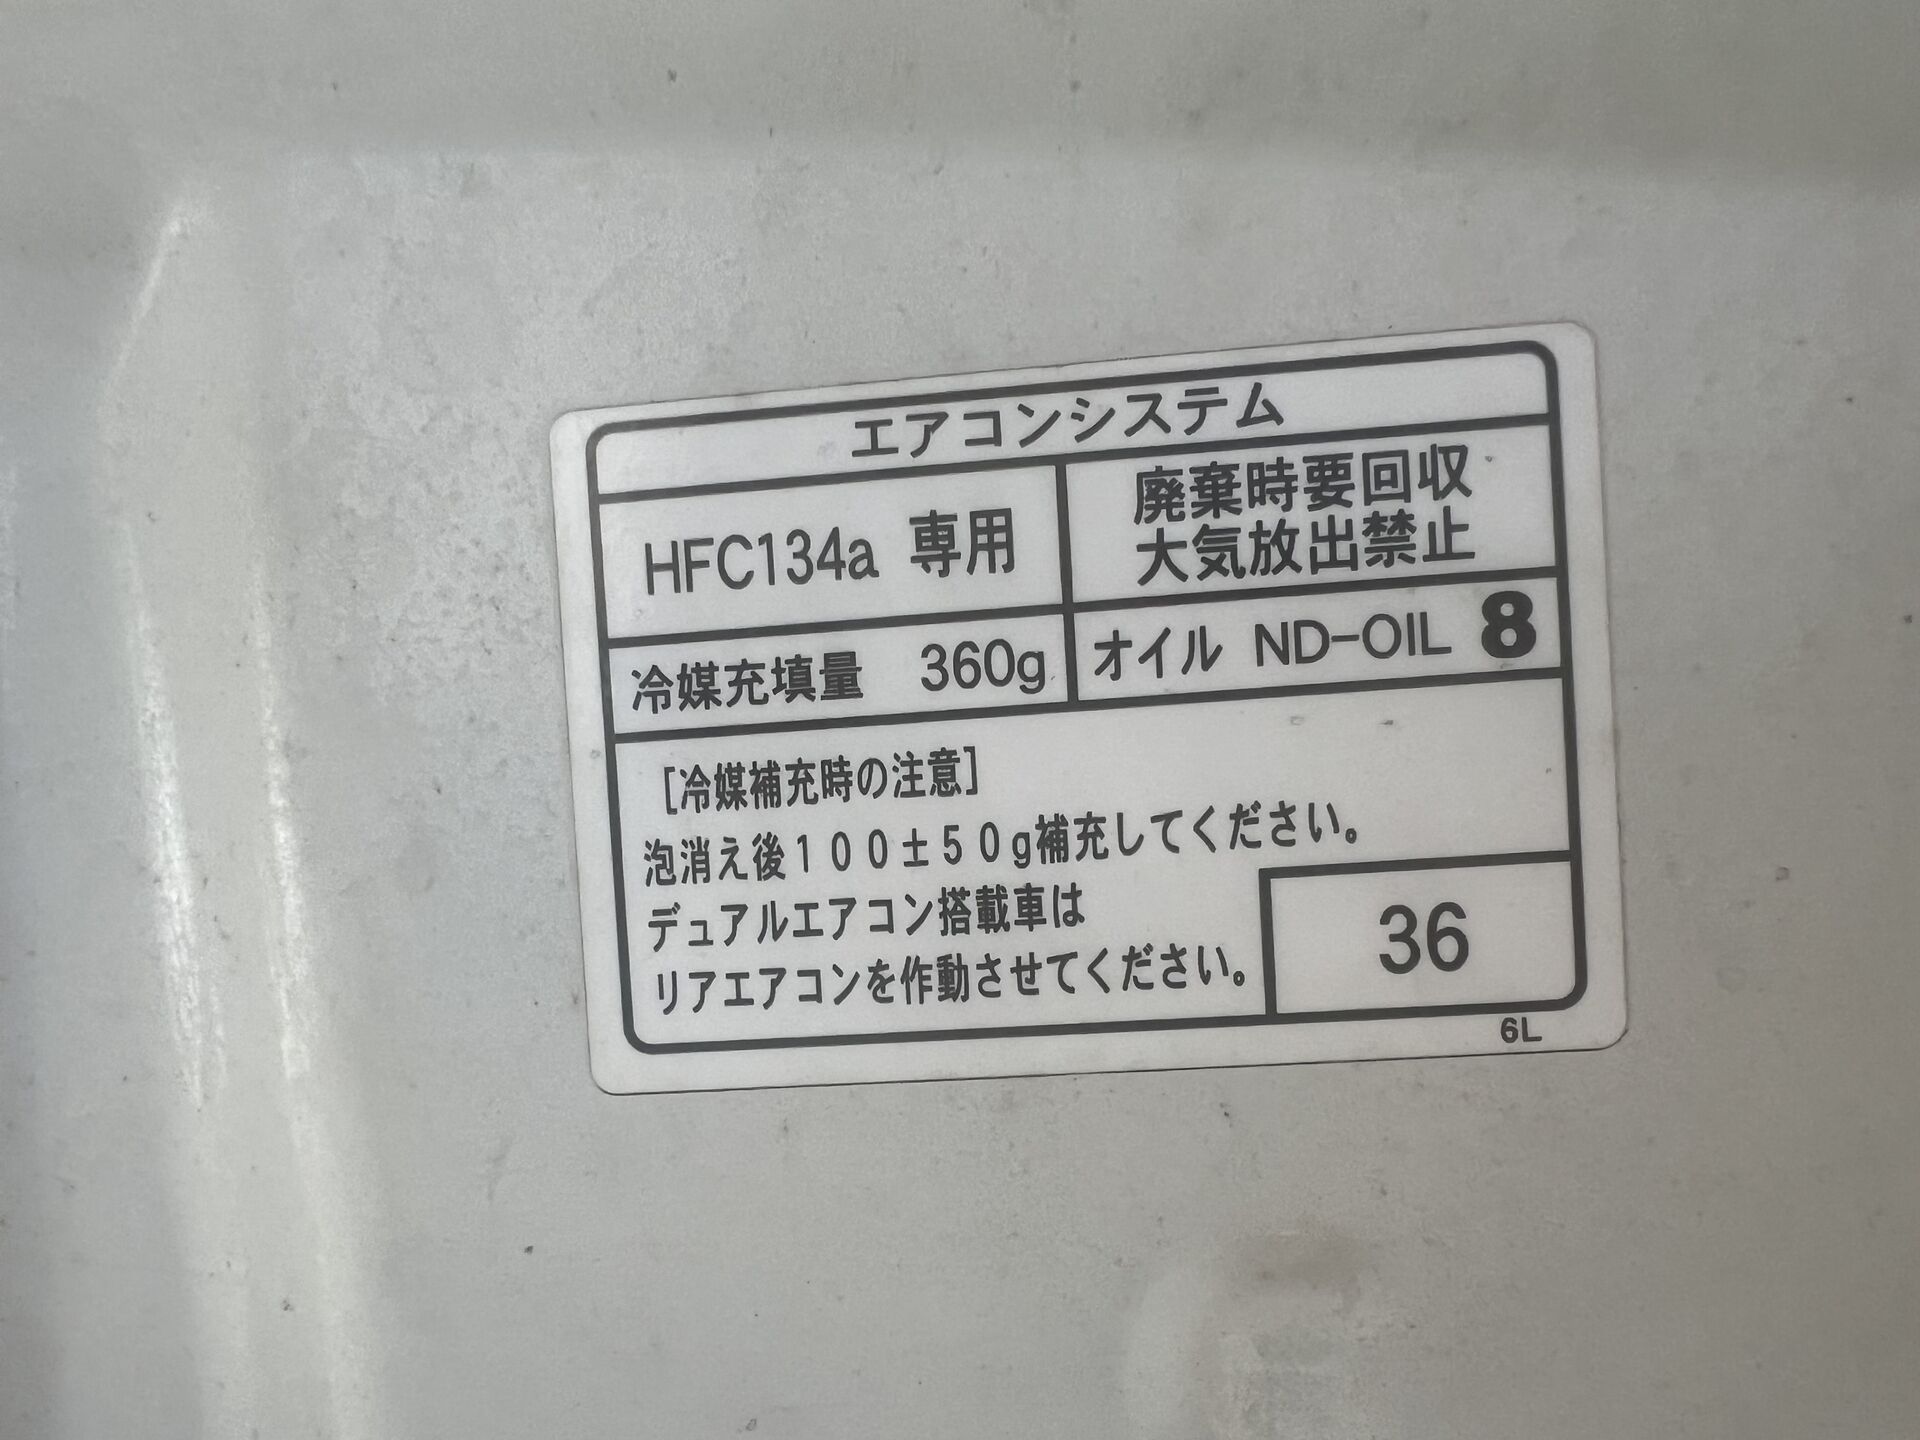 エアコンシステム
HFC134a 専用
廃棄時要回収
大気放出禁止
冷媒充填量 360g
オイル ND-OIL 8
[冷媒補充時の注意]
泡消え後100±50g補充してください。
デュアルエアコン搭載車は
リアエアコンを作動させてください。
36
6L